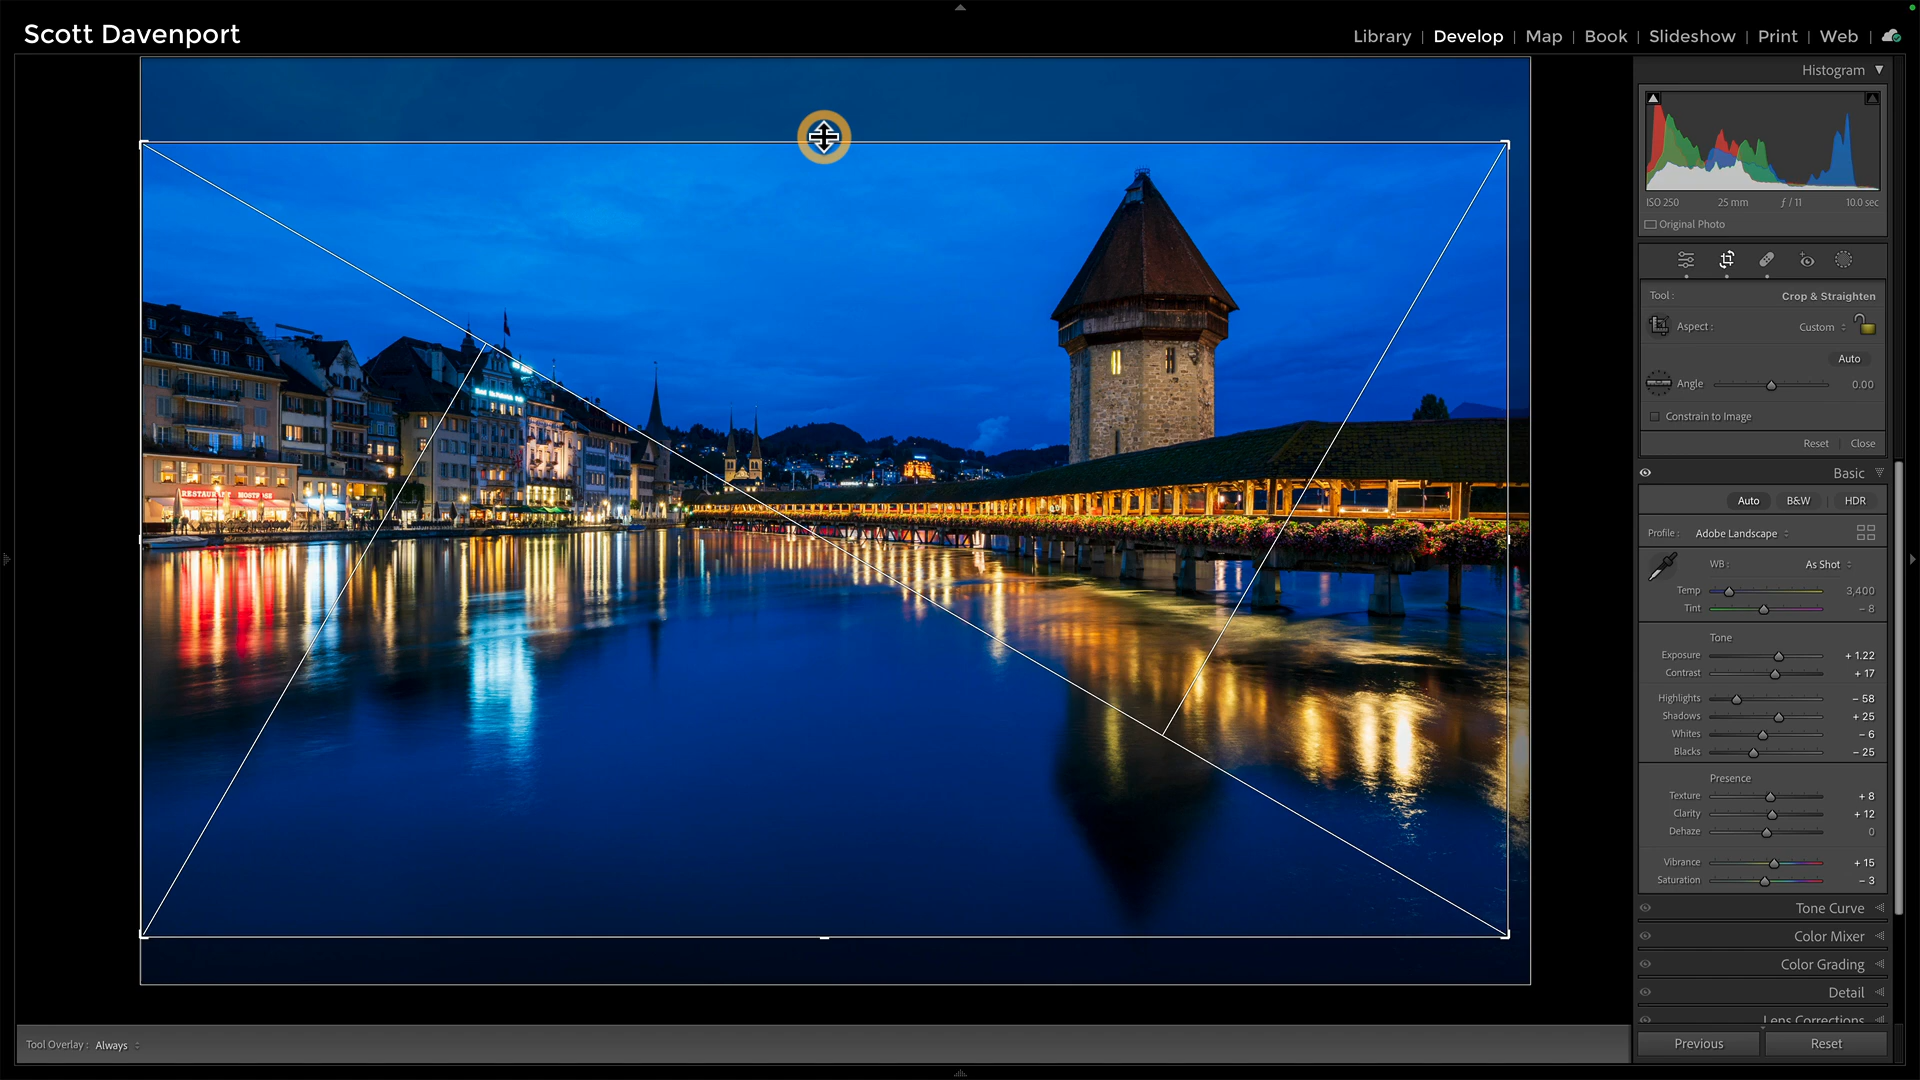 Scott Davenport
Library | Develop | Map | Book | Slideshow | Print | Web |
Histogram
ISO 250 25 mm ƒ / 11 10.0 sec
Original Photo
Tool : Crop & Straighten
Aspect : Custom
Auto
Angle 0.00
Constrain to Image
Reset Close
Basic
Auto B&W HDR
Profile : Adobe Landscape
WB : As Shot
Temp 3,400
Tint – 8
Tone
Exposure + 1.22
Contrast + 17
Highlights – 58
Shadows + 25
Whites – 6
Blacks – 25
Presence
Texture + 8
Clarity + 12
Dehaze 0
Vibrance + 15
Saturation – 3
Tone Curve
Color Mixer
Color Grading
Detail
Lens Corrections
Previous Reset
Tool Overlay : Always
RESTAURANT